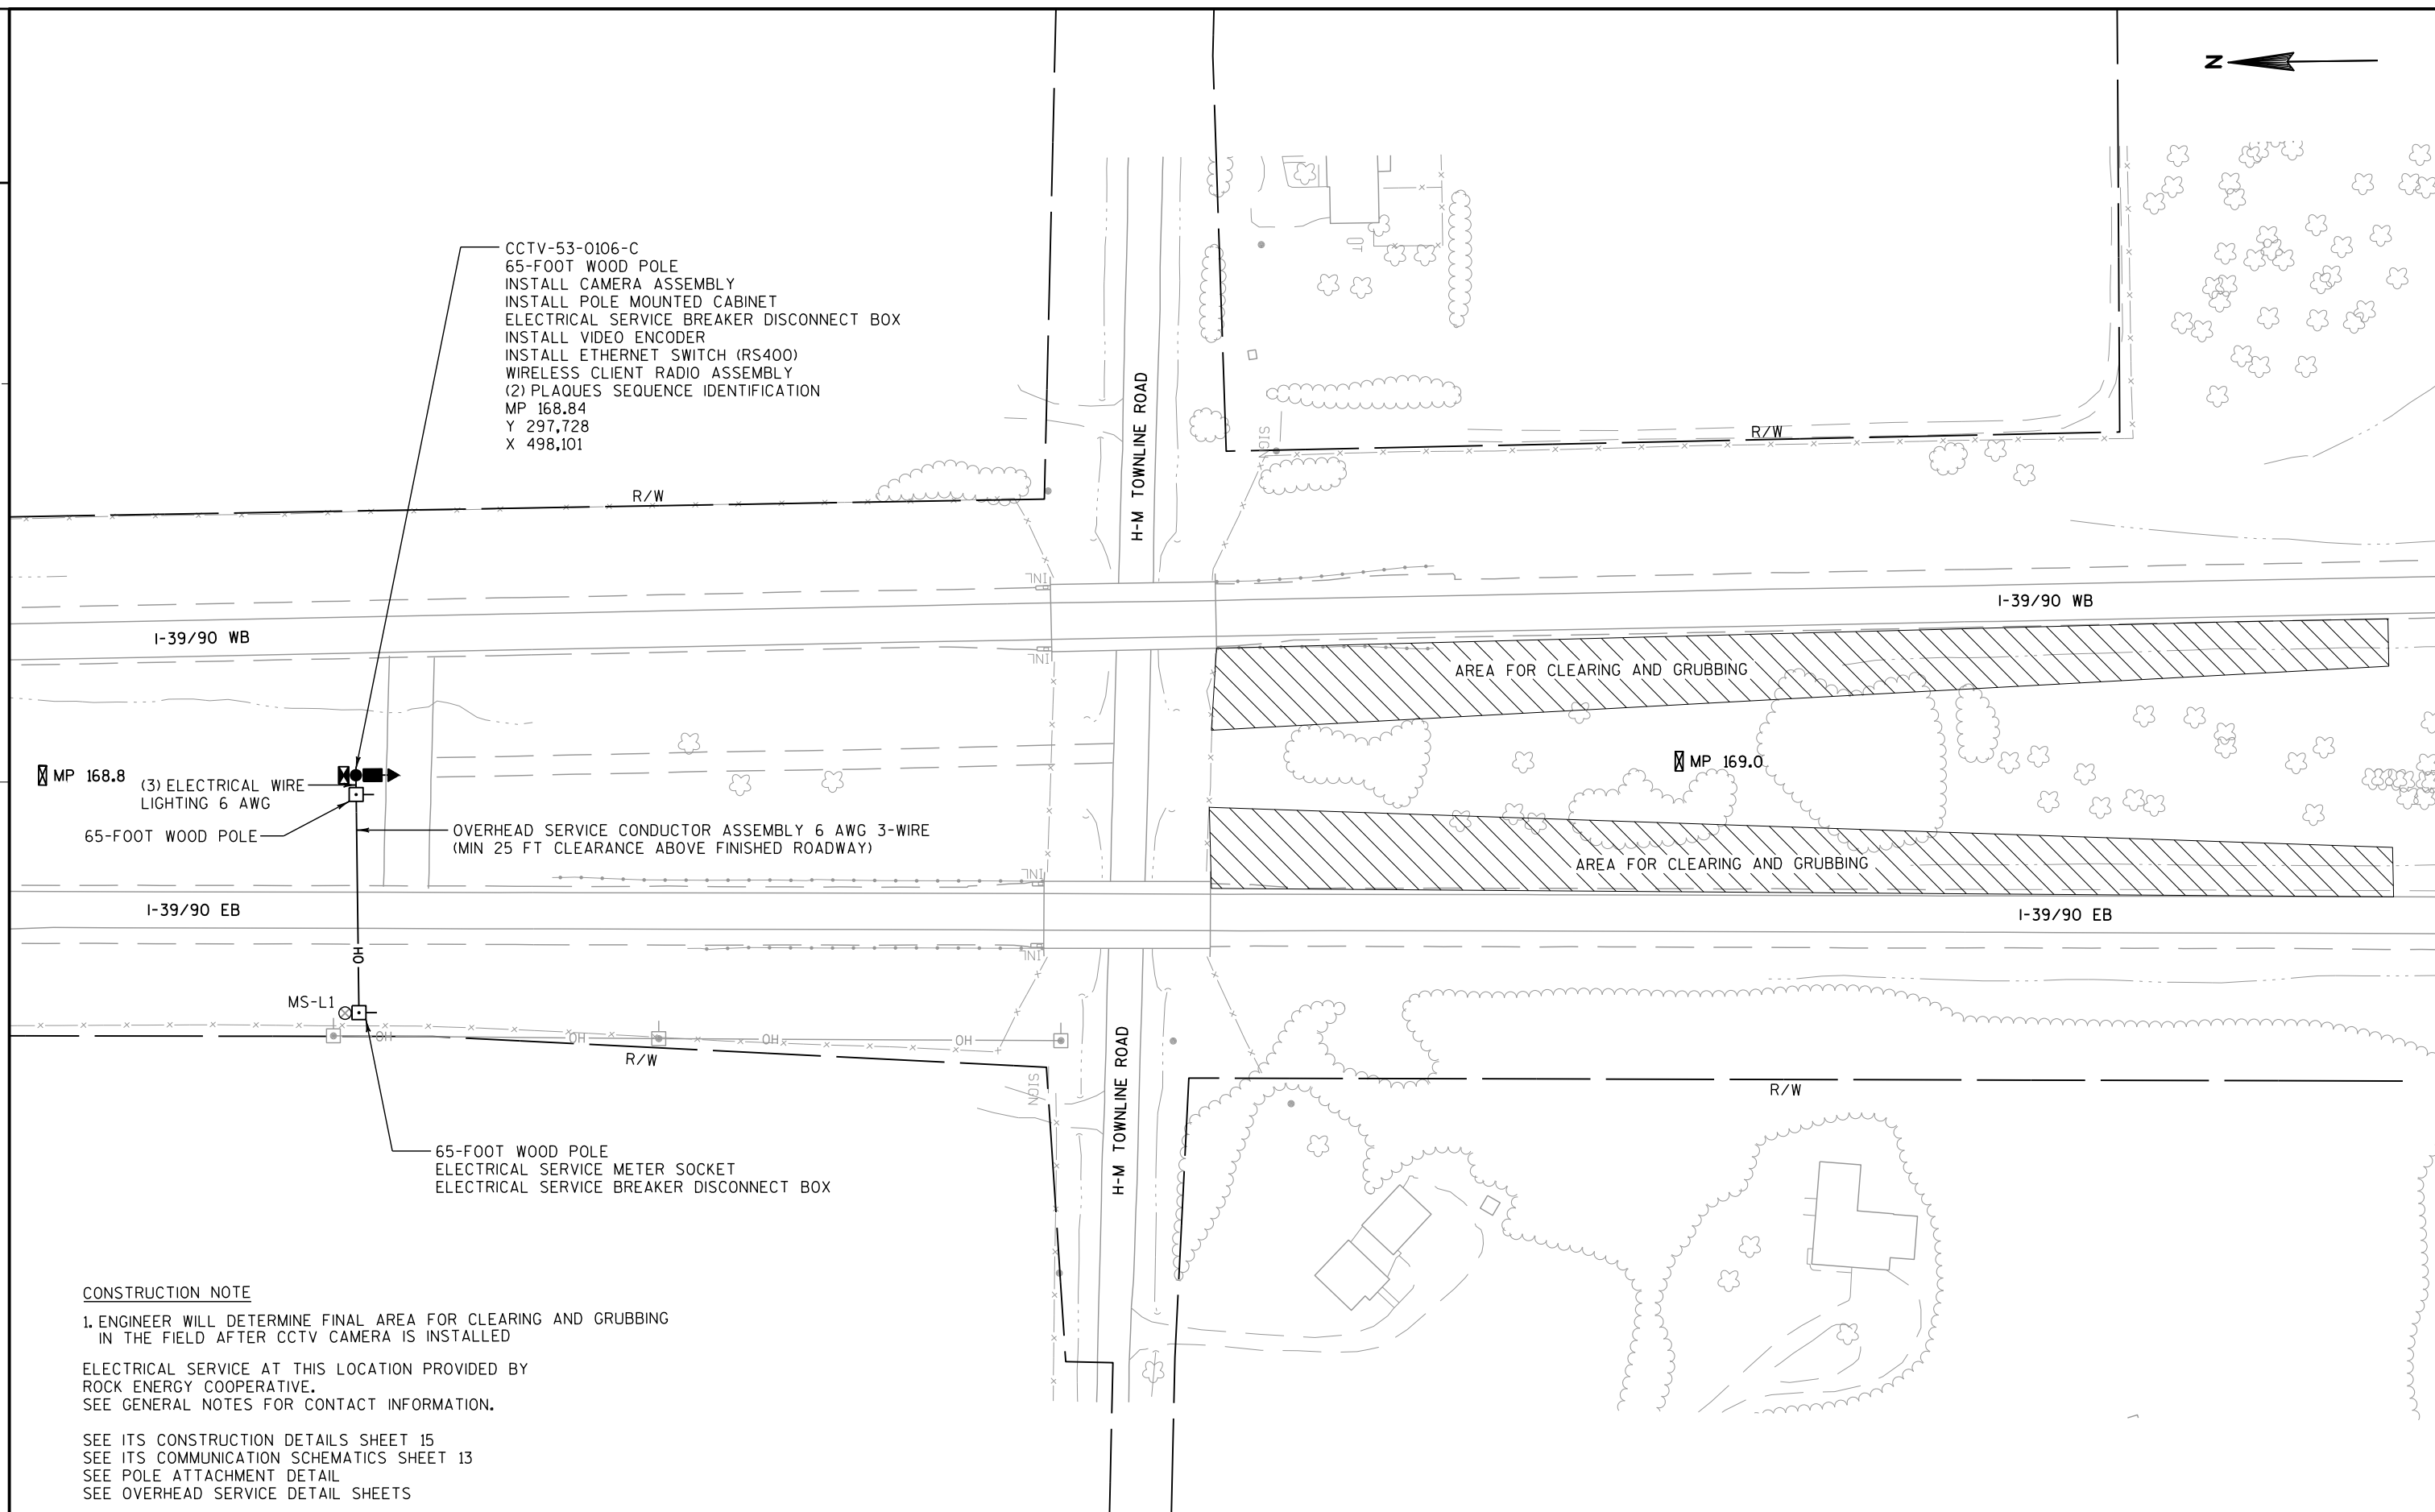 N
CCTV-53-0106-C
65-FOOT WOOD POLE
INSTALL CAMERA ASSEMBLY
INSTALL POLE MOUNTED CABINET
ELECTRICAL SERVICE BREAKER DISCONNECT BOX
INSTALL VIDEO ENCODER
INSTALL ETHERNET SWITCH (RS400)
WIRELESS CLIENT RADIO ASSEMBLY
(2) PLAQUES SEQUENCE IDENTIFICATION
MP 168.84
Y 297,728
X 498,101
H-M TOWNLINE ROAD
SIGN
R/W
R/W
INL
I-39/90 WB
I-39/90 WB
INL
AREA FOR CLEARING AND GRUBBING
MP 168.8
(3) ELECTRICAL WIRE
LIGHTING 6 AWG
65-FOOT WOOD POLE
OVERHEAD SERVICE CONDUCTOR ASSEMBLY 6 AWG 3-WIRE
(MIN 25 FT CLEARANCE ABOVE FINISHED ROADWAY)
MP 169.0
AREA FOR CLEARING AND GRUBBING
INL
I-39/90 EB
I-39/90 EB
OH
INL
MS-L1
OH
OH
OH
OH
R/W
SIGN
H-M TOWNLINE ROAD
R/W
65-FOOT WOOD POLE
ELECTRICAL SERVICE METER SOCKET
ELECTRICAL SERVICE BREAKER DISCONNECT BOX
CONSTRUCTION NOTE
1. ENGINEER WILL DETERMINE FINAL AREA FOR CLEARING AND GRUBBING
IN THE FIELD AFTER CCTV CAMERA IS INSTALLED
ELECTRICAL SERVICE AT THIS LOCATION PROVIDED BY
ROCK ENERGY COOPERATIVE.
SEE GENERAL NOTES FOR CONTACT INFORMATION.
SEE ITS CONSTRUCTION DETAILS SHEET 15
SEE ITS COMMUNICATION SCHEMATICS SHEET 13
SEE POLE ATTACHMENT DETAIL
SEE OVERHEAD SERVICE DETAIL SHEETS